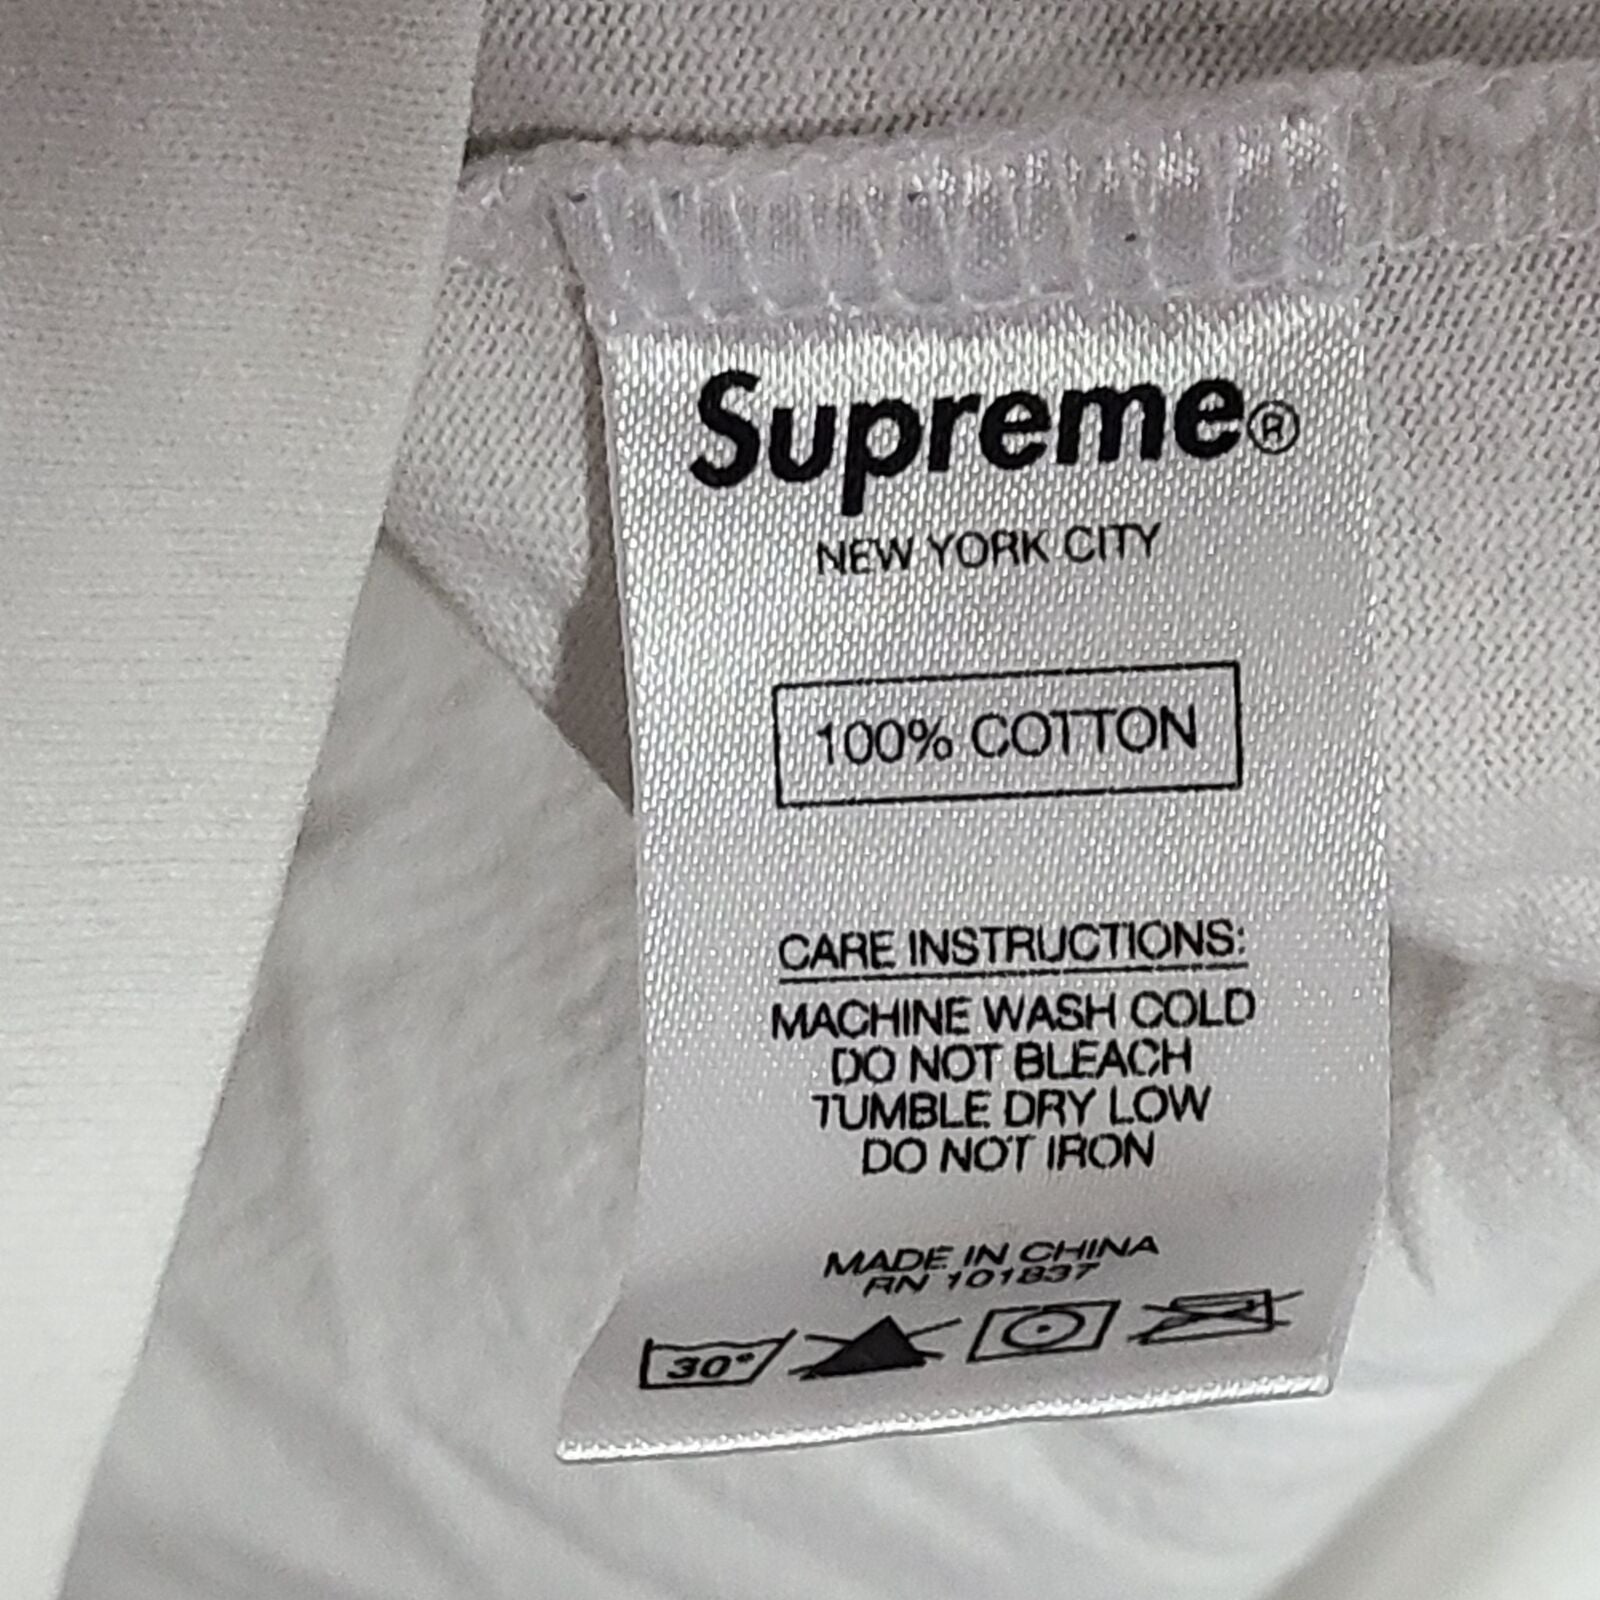 Supreme®
NEW YORK CITY
100% COTTON
CARE INSTRUCTIONS:
MACHINE WASH COLD
DO NOT BLEACH
TUMBLE DRY LOW
DO NOT IRON
MADE IN CHINA
RN 101837
30°